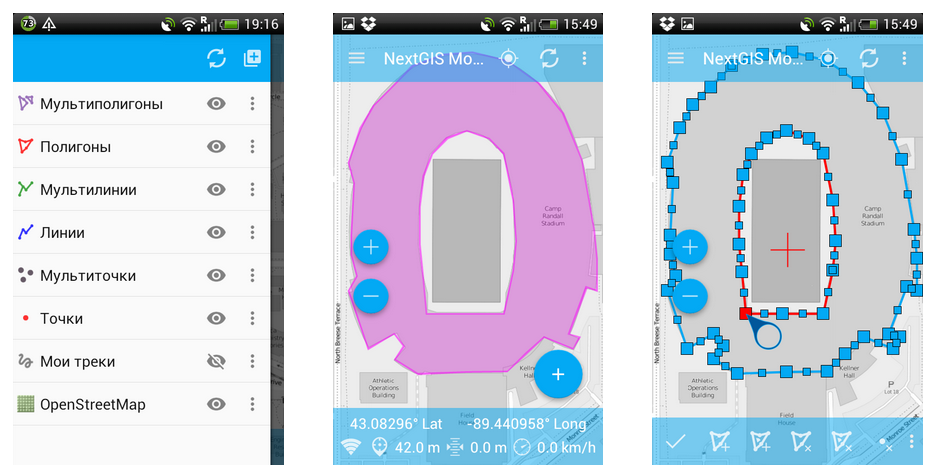 73
R
19:16
Мультиполигоны
Полигоны
Мультилинии
Линии
Мультиточки
Точки
Мои треки
OpenStreetMap
R
15:49
NextGIS Mo...
Camp
Randall
Stadium
North Breese Terrace
Athletic
Operations
Building
Kellner
Hall
Field
House
43.08296° Lat
-89.440958° Long
42.0 m
0.0 m
0.0 km/h
R
15:49
NextGIS Mo...
Camp
Randall
Stadium
North Breese Terrace
Athletic
Operations
Building
Kellner
Hall
P
Field
House
Monroe Street